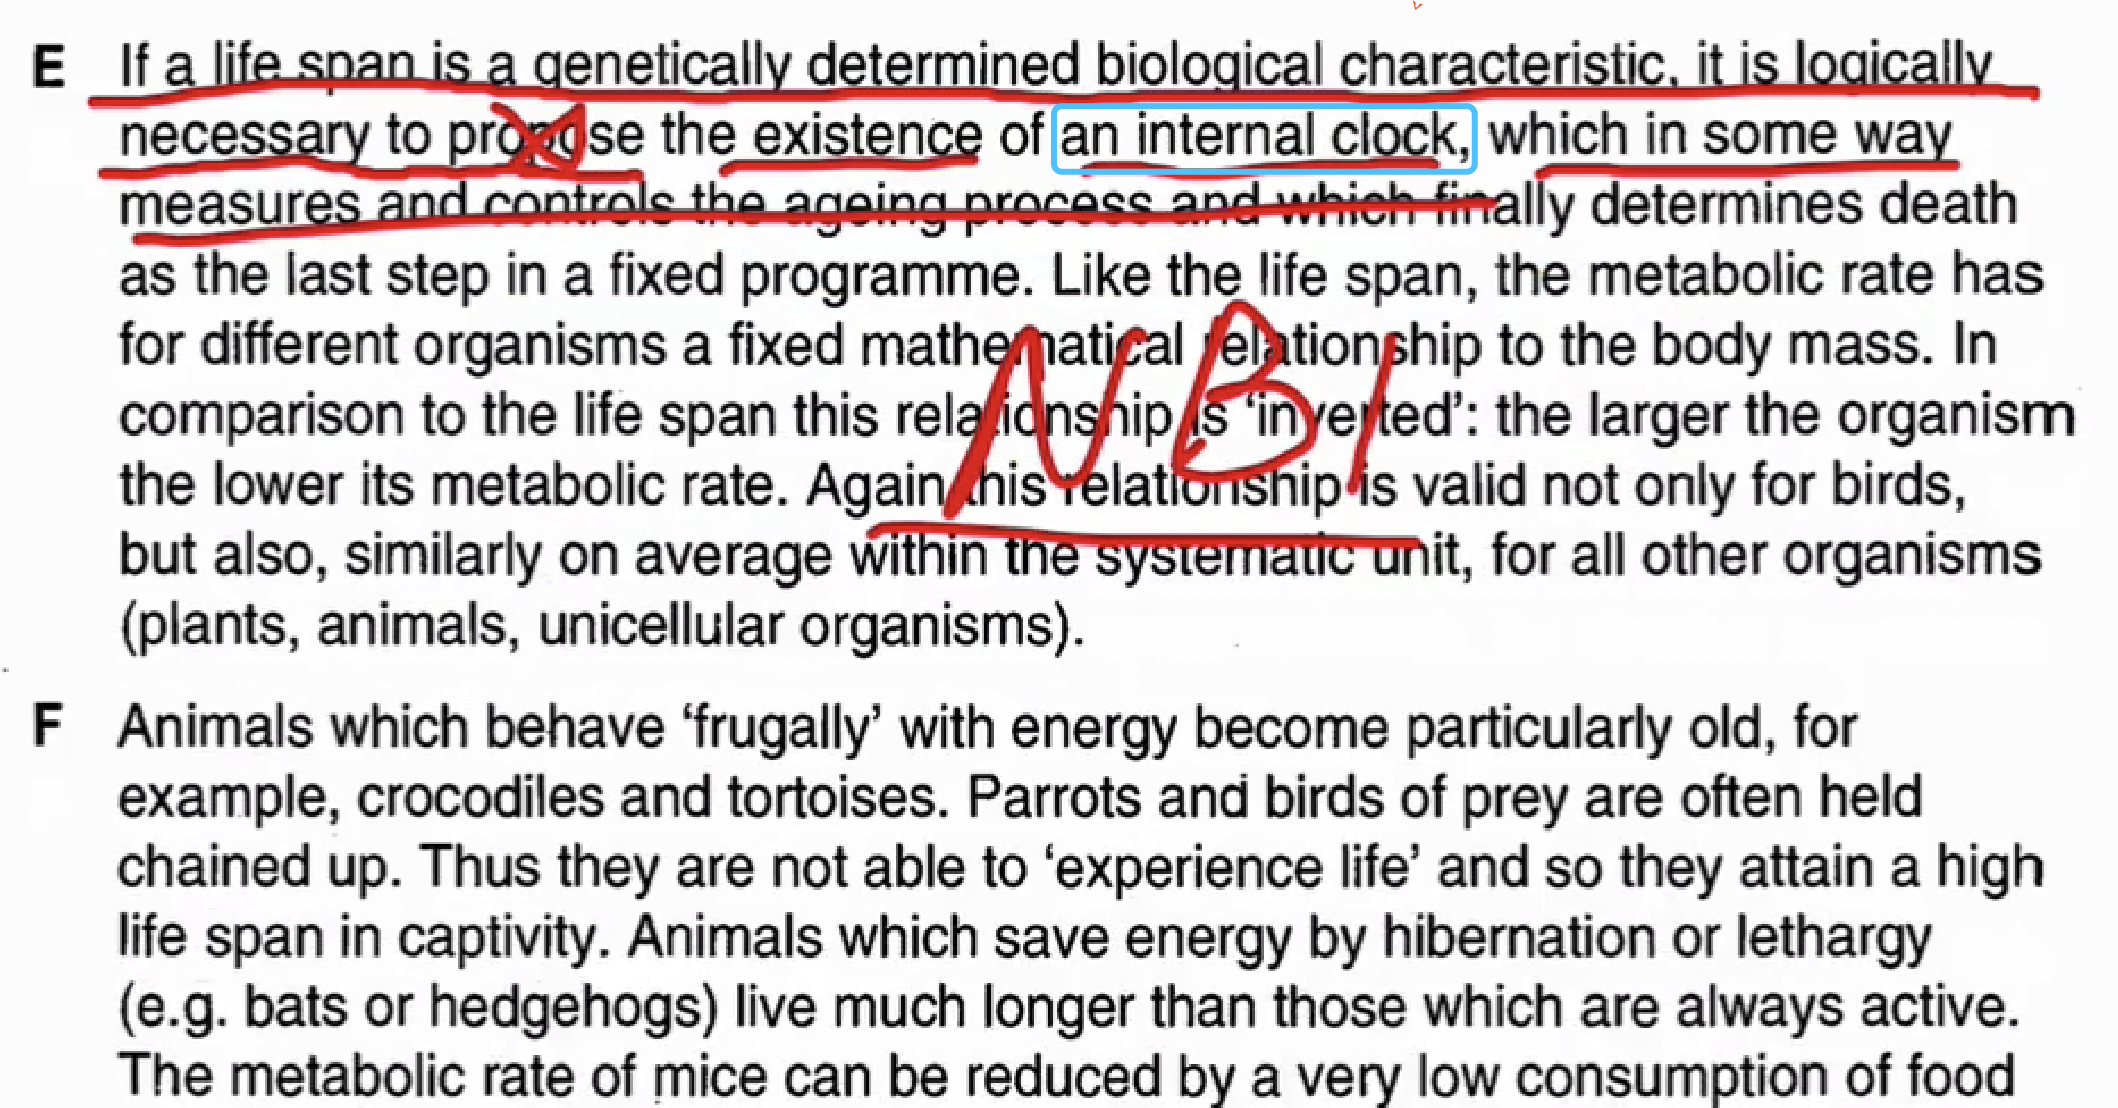 E If a life span is a genetically determined biological characteristic, it is logically
necessary to propose the existence of an internal clock, which in some way
measures and controls the ageing process and which finally determines death
as the last step in a fixed programme. Like the life span, the metabolic rate has
for different organisms a fixed mathematical relationship to the body mass. In
comparison to the life span this relationship is ‘inverted’: the larger the organism
the lower its metabolic rate. Again this relationship is valid not only for birds,
but also, similarly on average within the systematic unit, for all other organisms
(plants, animals, unicellular organisms).
NB1
F Animals which behave ‘frugally’ with energy become particularly old, for
example, crocodiles and tortoises. Parrots and birds of prey are often held
chained up. Thus they are not able to ‘experience life’ and so they attain a high
life span in captivity. Animals which save energy by hibernation or lethargy
(e.g. bats or hedgehogs) live much longer than those which are always active.
The metabolic rate of mice can be reduced by a very low consumption of food